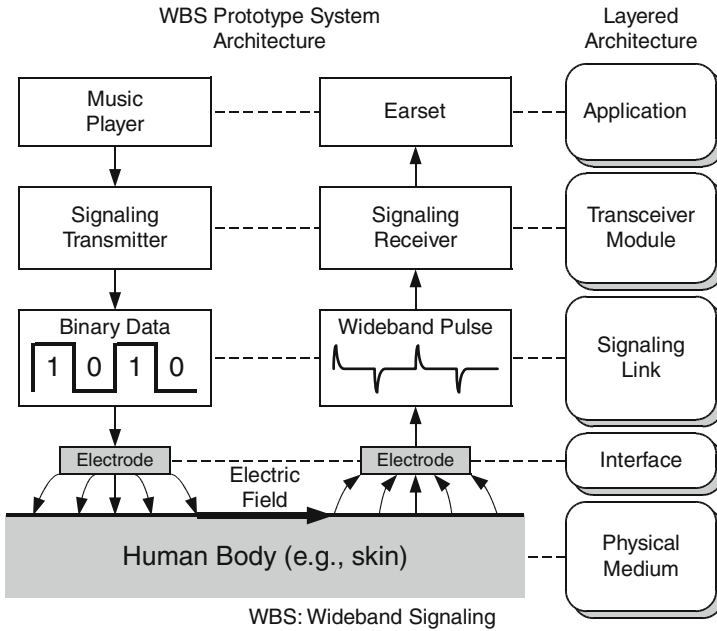 WBS Prototype System
Architecture
Layered
Architecture
Music
Player
Earset
Application
Signaling
Transmitter
Signaling
Receiver
Transceiver
Module
Binary Data
1 0 1 0
Wideband Pulse
Signaling
Link
Electrode
Electrode
Interface
Electric
Field
Human Body (e.g., skin)
Physical
Medium
WBS: Wideband Signaling